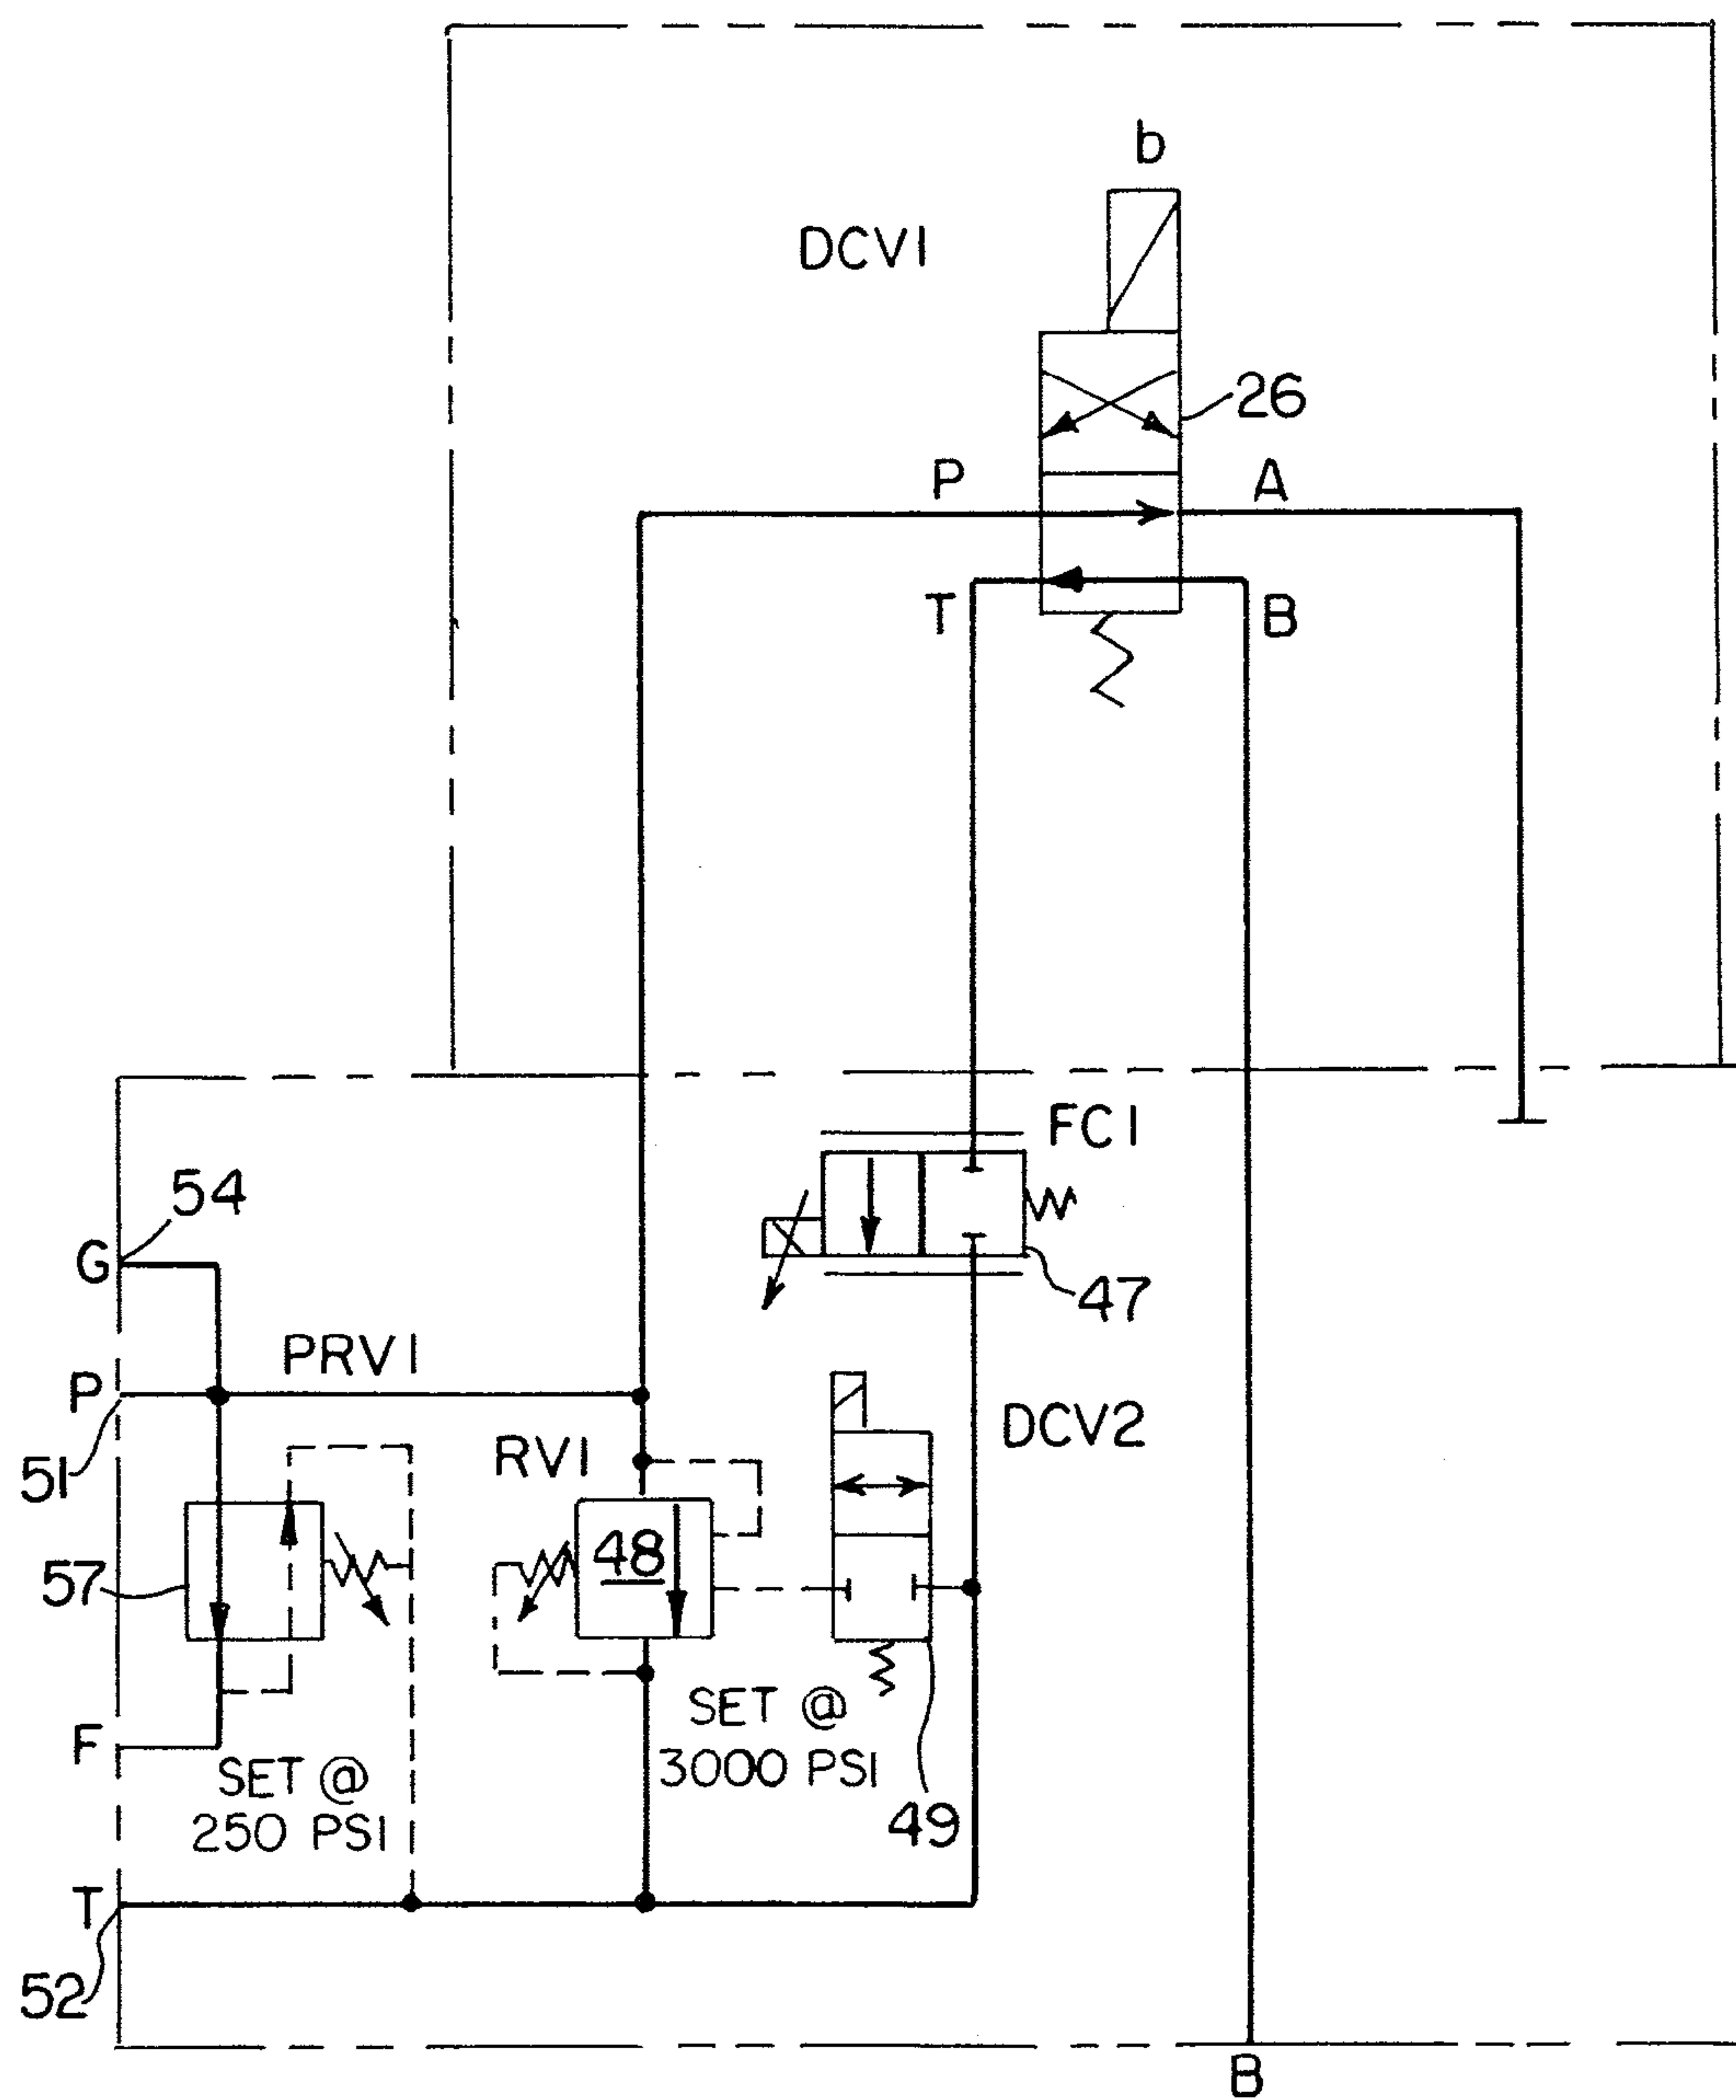 b
DCV1
26
P
A
T
B
FC1
54
G
47
PRV1
P
DCV2
RV1
51
48
57
SET @
3000 PSI
F
SET @
250 PSI
49
T
52
B